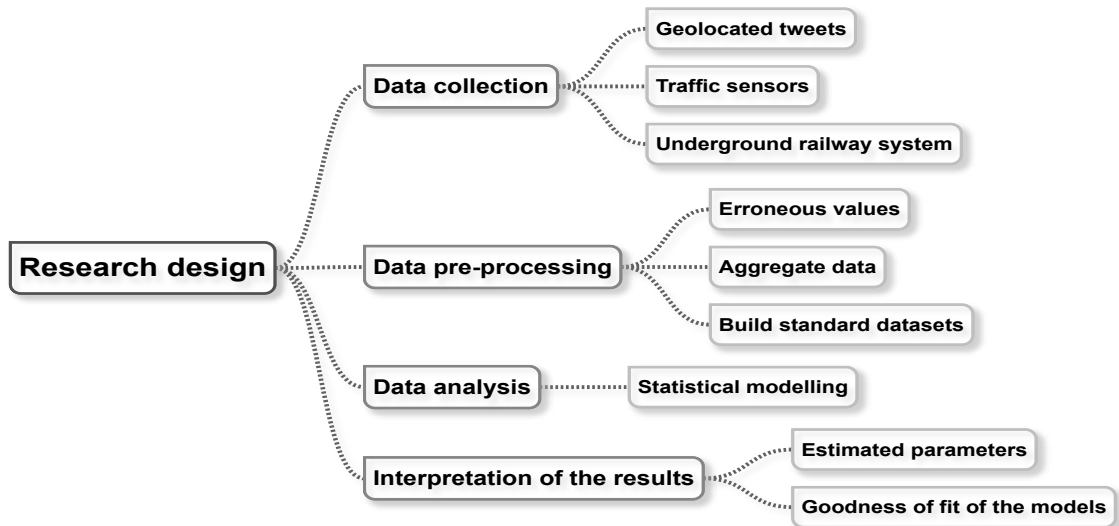 Research design
Data collection
Geolocated tweets
Traffic sensors
Underground railway system
Data pre-processing
Erroneous values
Aggregate data
Build standard datasets
Data analysis
Statistical modelling
Interpretation of the results
Estimated parameters
Goodness of fit of the models